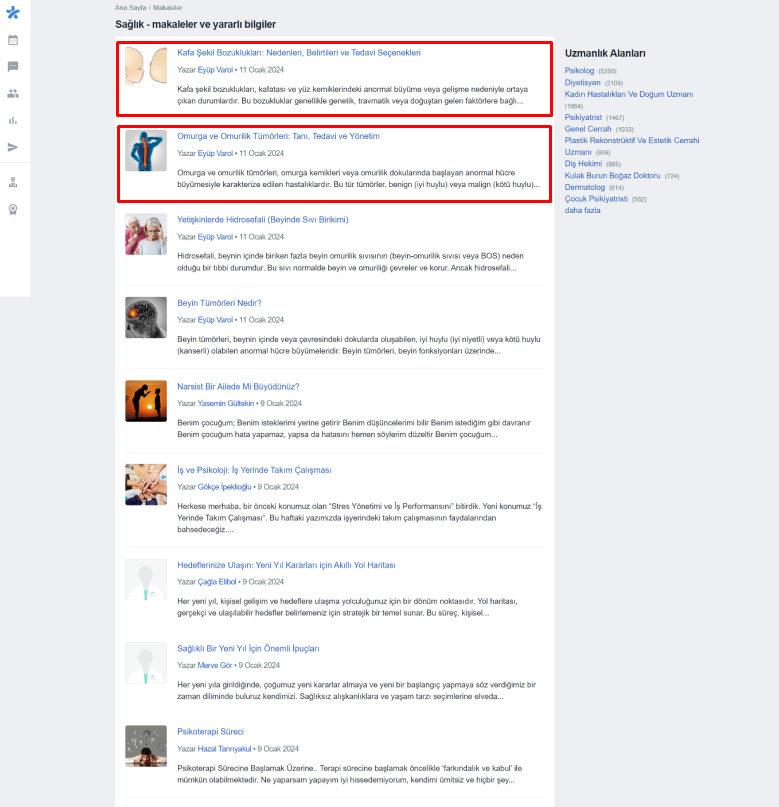 Ana Sayfa / Makaleler
Sağlık - makaleler ve yararlı bilgiler
Kafa Şekil Bozuklukları: Nedenleri, Belirtileri ve Tedavi Seçenekleri
Yazar Eyüp Varol • 11 Ocak 2024
Kafa şekil bozuklukları, kafatası ve yüz kemiklerindeki anormal büyüme veya gelişme nedeniyle ortaya
çıkan durumlardır. Bu bozukluklar genellikle genetik, travmatik veya doğuştan gelen faktörlere bağlı...
Omurga ve Omurilik Tümörleri: Tanı, Tedavi ve Yönetim
Yazar Eyüp Varol • 11 Ocak 2024
Omurga ve omurilik tümörleri, omurga kemikleri veya omurilik dokularında başlayan anormal hücre
büyümesiyle karakterize edilen hastalıklardır. Bu tür tümörler, benign (iyi huylu) veya malign (kötü huylu)...
Yetişkinlerde Hidrosefali (Beyinde Sıvı Birikimi)
Yazar Eyüp Varol • 11 Ocak 2024
Hidrosefali, beynin içinde biriken fazla beyin omurilik sıvısının (beyin-omurilik sıvısı veya BOS) neden
olduğu bir tıbbi durumdur. Bu sıvı normalde beyin ve omuriliği çevreler ve korur. Ancak hidrosefali...
Beyin Tümörleri Nedir?
Yazar Eyüp Varol • 11 Ocak 2024
Beyin tümörleri, beynin içinde veya çevresindeki dokularda oluşabilen, iyi huylu (iyi niyetli) veya kötü huylu
(kanserli) olabilen anormal hücre büyümeleridir. Beyin tümörleri, beyin fonksiyonları üzerinde...
Narsist Bir Ailede Mi Büyüdünüz?
Yazar Yasemin Gültekin • 9 Ocak 2024
Benim çocuğum; Benim isteklerimi yerine getirir Benim düşüncelerimi bilir Benim istediğim gibi davranır
Benim çocuğum hata yapamaz, yapsa da hatasını hemen söylerim düzeltir Benim çocuğum...
İş ve Psikoloji: İş Yerinde Takım Çalışması
Yazar Gökçe İpeklioğlu • 9 Ocak 2024
Herkese merhaba, bir önceki konumuz olan “Stres Yönetimi ve İş Performansını” bitirdik. Yeni konumuz “İş
Yerinde Takım Çalışması”. Bu haftaki yazımızda işyerindeki takım çalışmasının faydalarından
bahsedeceğiz....
Hedeflerinize Ulaşın: Yeni Yıl Kararları için Akıllı Yol Haritası
Yazar Çağla Elibol • 9 Ocak 2024
Her yeni yıl, kişisel gelişim ve hedeflere ulaşma yolculuğunuz için bir dönüm noktasıdır. Yol haritası,
gerçekçi ve ulaşılabilir hedefler belirlemeniz için stratejik bir temel sunar. Bu süreç, kişisel...
Sağlıklı Bir Yeni Yıl İçin Önemli İpuçları
Yazar Merve Gör • 9 Ocak 2024
Her yeni yıla girildiğinde, çoğumuz yeni kararlar almaya ve yeni bir başlangıç yapmaya söz verdiğimiz bir
zaman diliminde buluruz kendimizi. Sağlıksız alışkanlıklara ve yaşam tarzı seçimlerine elveda...
Psikoterapi Süreci
Yazar Hazal Tanrıyakul • 9 Ocak 2024
Psikoterapi Sürecine Başlamak Üzerine.. Terapi sürecine başlamak öncelikle 'farkındalık ve kabul' ile
mümkün olabilmektedir. Ne yaparsam yapayım iyi hissedemiyorum, kendimi ümitsiz ve hiçbir şey...
Uzmanlık Alanları
Psikolog (5250)
Diyetisyen (2109)
Kadın Hastalıkları Ve Doğum Uzmanı
(1864)
Psikiyatrist (1467)
Genel Cerrah (1033)
Plastik Rekonstrüktif Ve Estetik Cerrahi
Uzmanı (959)
Diş Hekimi (885)
Kulak Burun Boğaz Doktoru (724)
Dermatolog (614)
Çocuk Psikiyatristi (562)
daha fazla